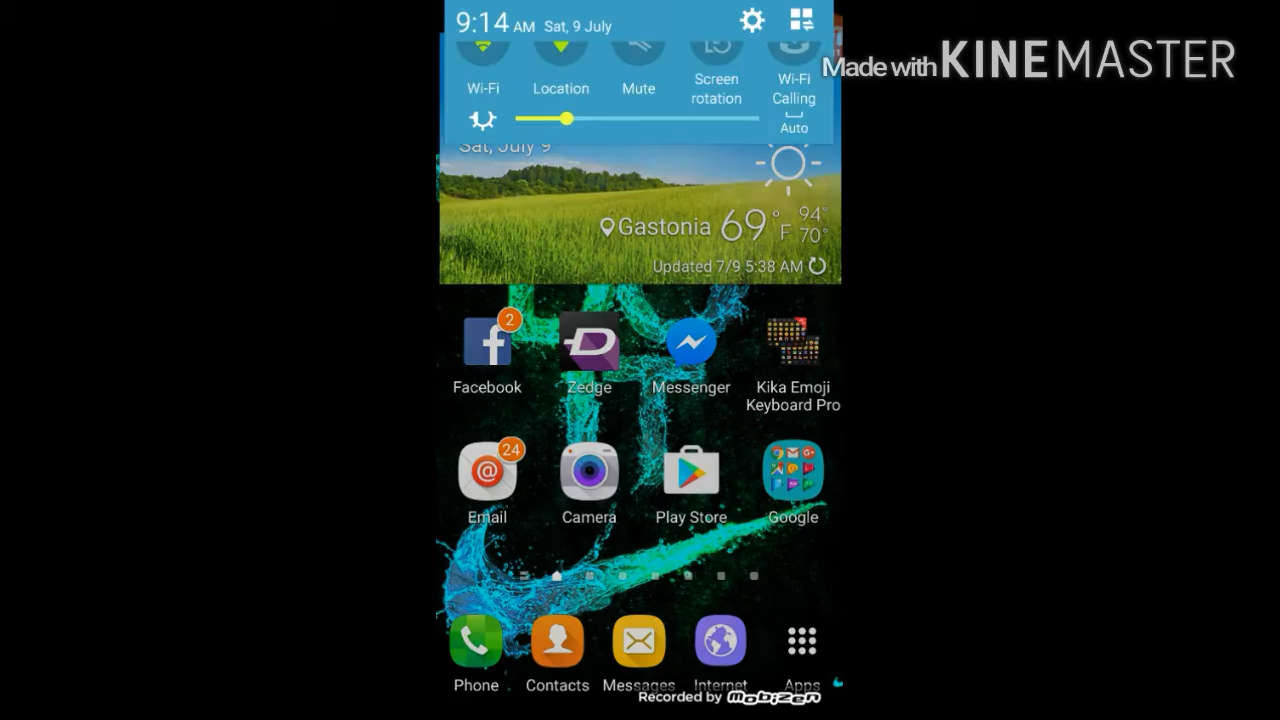 9:14 AM Sat, 9 July
Made with KINEMASTER
Wi-Fi
Location
Mute
Screen
rotation
Wi-Fi
Calling
Auto
Sat, July 9
Gastonia 69° F 94° 70°
Updated 7/9 5:38 AM
2
Facebook
Zedge
Messenger
Kika Emoji
Keyboard Pro
24
Email
Camera
Play Store
Google
Phone
Contacts
Messages
Internet
Apps
Recorded by Mobizen